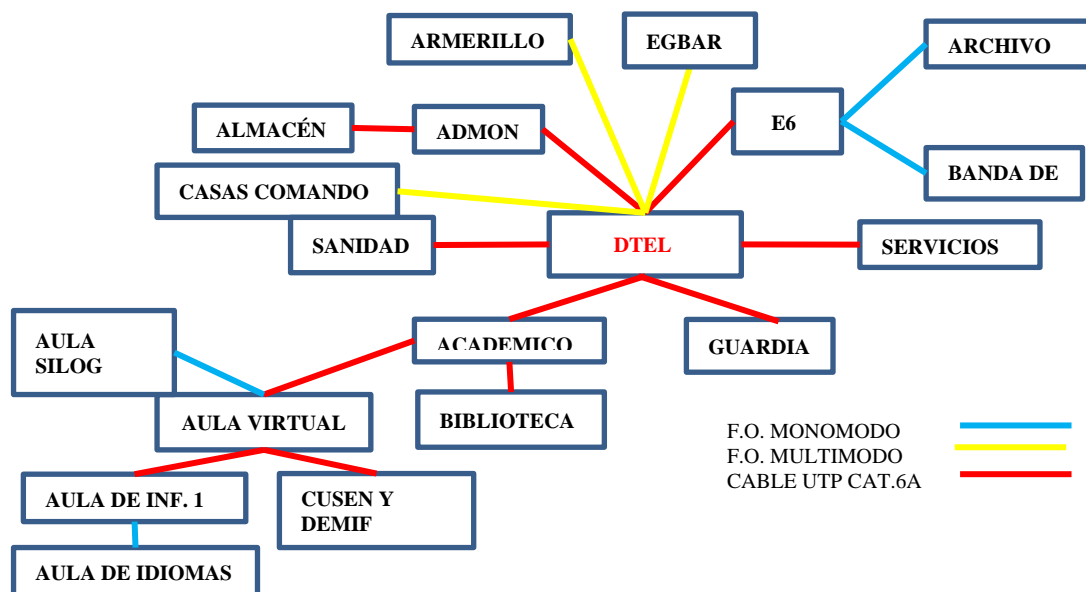 ARMERILLO
EGBAR
ARCHIVO
ALMACÉN
ADMON
E6
CASAS COMANDO
BANDA DE
SANIDAD
DTEL
SERVICIOS
AULA
SILOG
ACADEMICO
GUARDIA
AULA VIRTUAL
BIBLIOTECA
F.O. MONOMODO
F.O. MULTIMODO
CABLE UTP CAT.6A
AULA DE INF. 1
CUSEN Y
DEMIF
AULA DE IDIOMAS